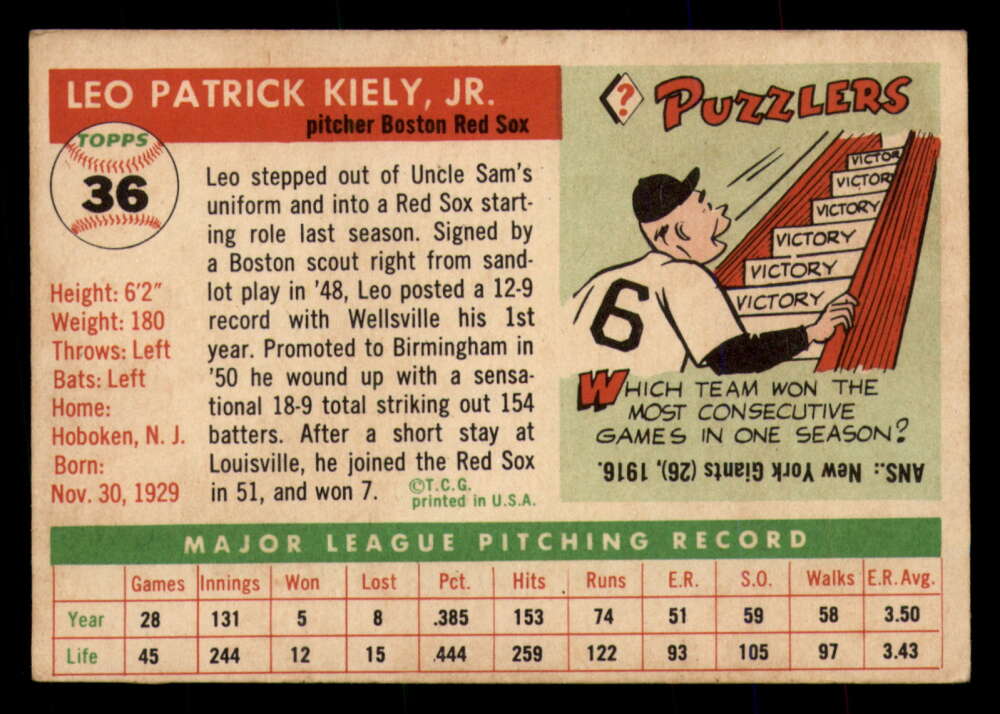 LEO PATRICK KIELY, JR.
pitcher Boston Red Sox
TOPPS
36
Height: 6'2"
Weight: 180
Throws: Left
Bats: Left
Home:
Hoboken, N. J.
Born:
Nov. 30, 1929
Leo stepped out of Uncle Sam's
uniform and into a Red Sox start-
ing role last season. Signed by
a Boston scout right from sand-
lot play in '48, Leo posted a 12-9
record with Wellsville his 1st
year. Promoted to Birmingham in
'50 he wound up with a sensa-
tional 18-9 total striking out 154
batters. After a short stay at
Louisville, he joined the Red Sox
in 51, and won 7.
©T.C.G.
printed in U.S.A.
? PUZZLERS
VICTOR
VICTORY
VICTORY
VICTORY
VICTORY
VICTORY
6
WHICH TEAM WON THE
MOST CONSECUTIVE
GAMES IN ONE SEASON?
ANS.: New York Giants (26), 1916.
MAJOR LEAGUE PITCHING RECORD
Games Innings Won Lost Pct. Hits Runs E.R. S.O. Walks E.R. Avg.
Year 28 131 5 8 .385 153 74 51 59 58 3.50
Life 45 244 12 15 .444 259 122 93 105 97 3.43